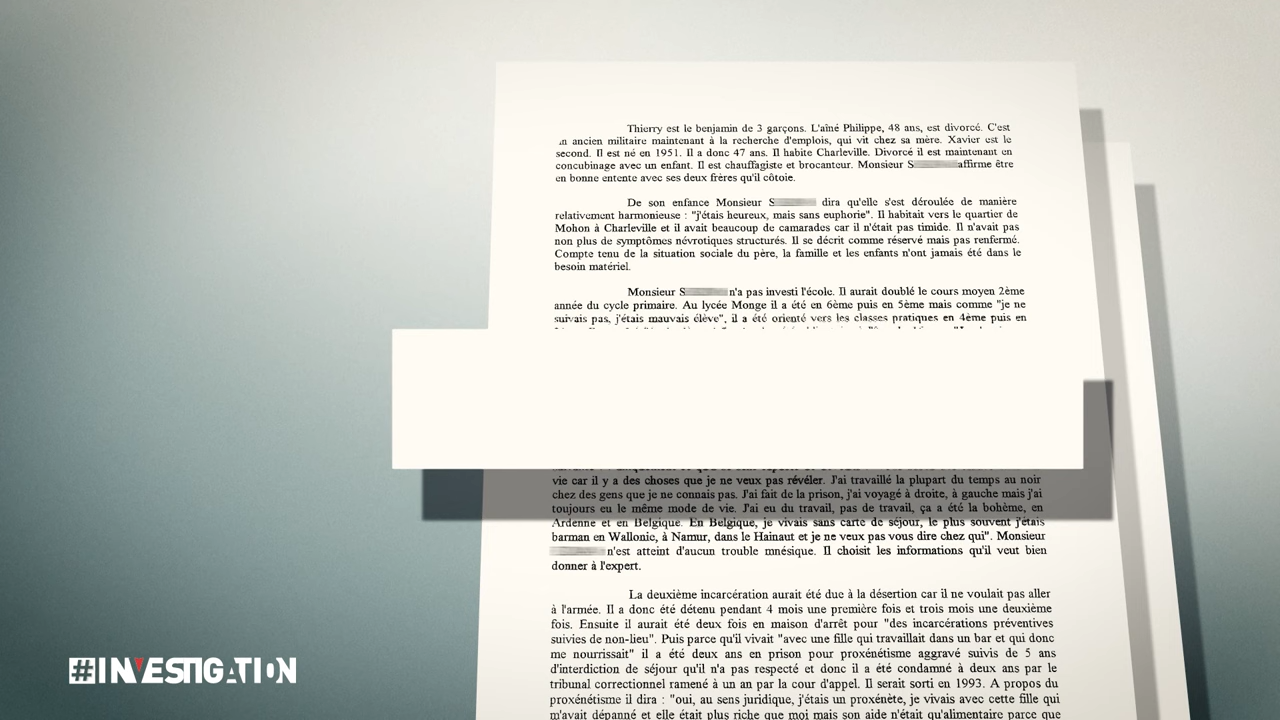 Thierry est le benjamin de 3 garçons. L'aîné Philippe, 48 ans, est divorcé. C'est
un ancien militaire maintenant à la recherche d'emplois, qui vit chez sa mère. Xavier est le
second. Il est né en 1951. Il a donc 47 ans. Il habite Charleville. Divorcé il est maintenant en
concubinage avec un enfant. Il est chauffagiste et brocanteur. Monsieur S affirme être
en bonne entente avec ses deux frères qu'il côtoie.
De son enfance Monsieur S dira qu'elle s'est déroulée de manière
relativement harmonieuse : "j'étais heureux, mais sans euphorie". Il habitait vers le quartier de
Mohon à Charleville et il avait beaucoup de camarades car il n'était pas timide. Il n'avait pas
non plus de symptômes névrotiques structurés. Il se décrit comme réservé mais pas renfermé.
Compte tenu de la situation sociale du père, la famille et les enfants n'ont jamais été dans le
besoin matériel.
Monsieur S n'a pas investi l'école. Il aurait doublé le cours moyen 2ème
année du cycle primaire. Au lycée Monge il a été en 6ème puis en 5ème mais comme "je ne
suivais pas, j'étais mauvais élève", il a été orienté vers les classes pratiques en 4ème puis en
vie car il y a des choses que je ne veux pas révéler. J'ai travaillé la plupart du temps au noir
chez des gens que je ne connais pas. J'ai fait de la prison, j'ai voyagé à droite, à gauche mais j'ai
toujours eu le même mode de vie. J'ai eu du travail, pas de travail, ça a été la bohème, en
Ardenne et en Belgique. En Belgique, je vivais sans carte de séjour, le plus souvent j'étais
barman en Wallonie, à Namur, dans le Hainaut et je ne veux pas vous dire chez qui". Monsieur
n'est atteint d'aucun trouble mnésique. Il choisit les informations qu'il veut bien
donner à l'expert.
La deuxième incarcération aurait été due à la désertion car il ne voulait pas aller
à l'armée. Il a donc été détenu pendant 4 mois une première fois et trois mois une deuxième
fois. Ensuite il aurait été deux fois en maison d'arrêt pour "des incarcérations préventives
suivies de non-lieu". Puis parce qu'il vivait "avec une fille qui travaillait dans un bar et qui donc
me nourrissait" il a été deux ans en prison pour proxénétisme aggravé suivis de 5 ans
d'interdiction de séjour qu'il n'a pas respecté et donc il a été condamné à deux ans par le
tribunal correctionnel ramené à un an par la cour d'appel. Il serait sorti en 1993. A propos du
proxénétisme il dira : "oui, au sens juridique, j'étais un proxénète, je vivais avec cette fille qui
m'avait dépanné et elle était plus riche que moi mais son aide n'était qu'alimentaire parce que
#INVESTIGATION